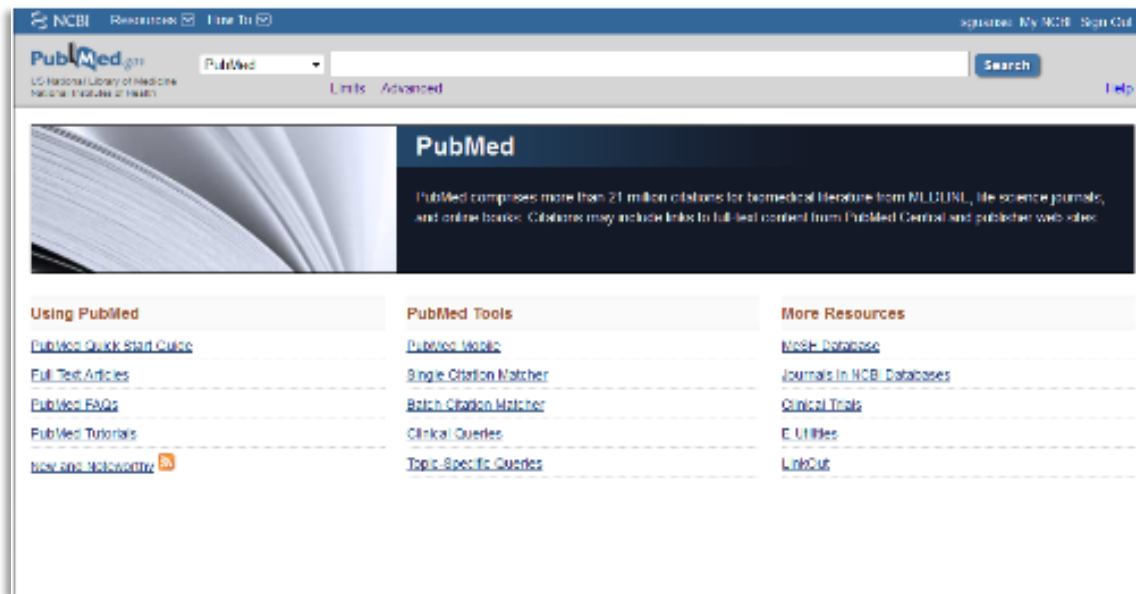 NCBI Resources How To My NCBI Sign Out
PubMed.gov
US National Library of Medicine
National Institutes of Health
PubMed
Search
Limits Advanced
Help
PubMed
PubMed comprises more than 21 million citations for biomedical literature from MEDLINE, life science journals,
and online books. Citations may include links to full-text content from PubMed Central and publisher web sites.
Using PubMed
PubMed Quick Start Guide
Full Text Articles
PubMed FAQs
PubMed Tutorials
New and Noteworthy
PubMed Tools
PubMed Mobile
Single Citation Matcher
Batch Citation Matcher
Clinical Queries
Topic-Specific Queries
More Resources
MeSH Database
Journals in NCBI Databases
Clinical Trials
E-Utilities
LinkOut